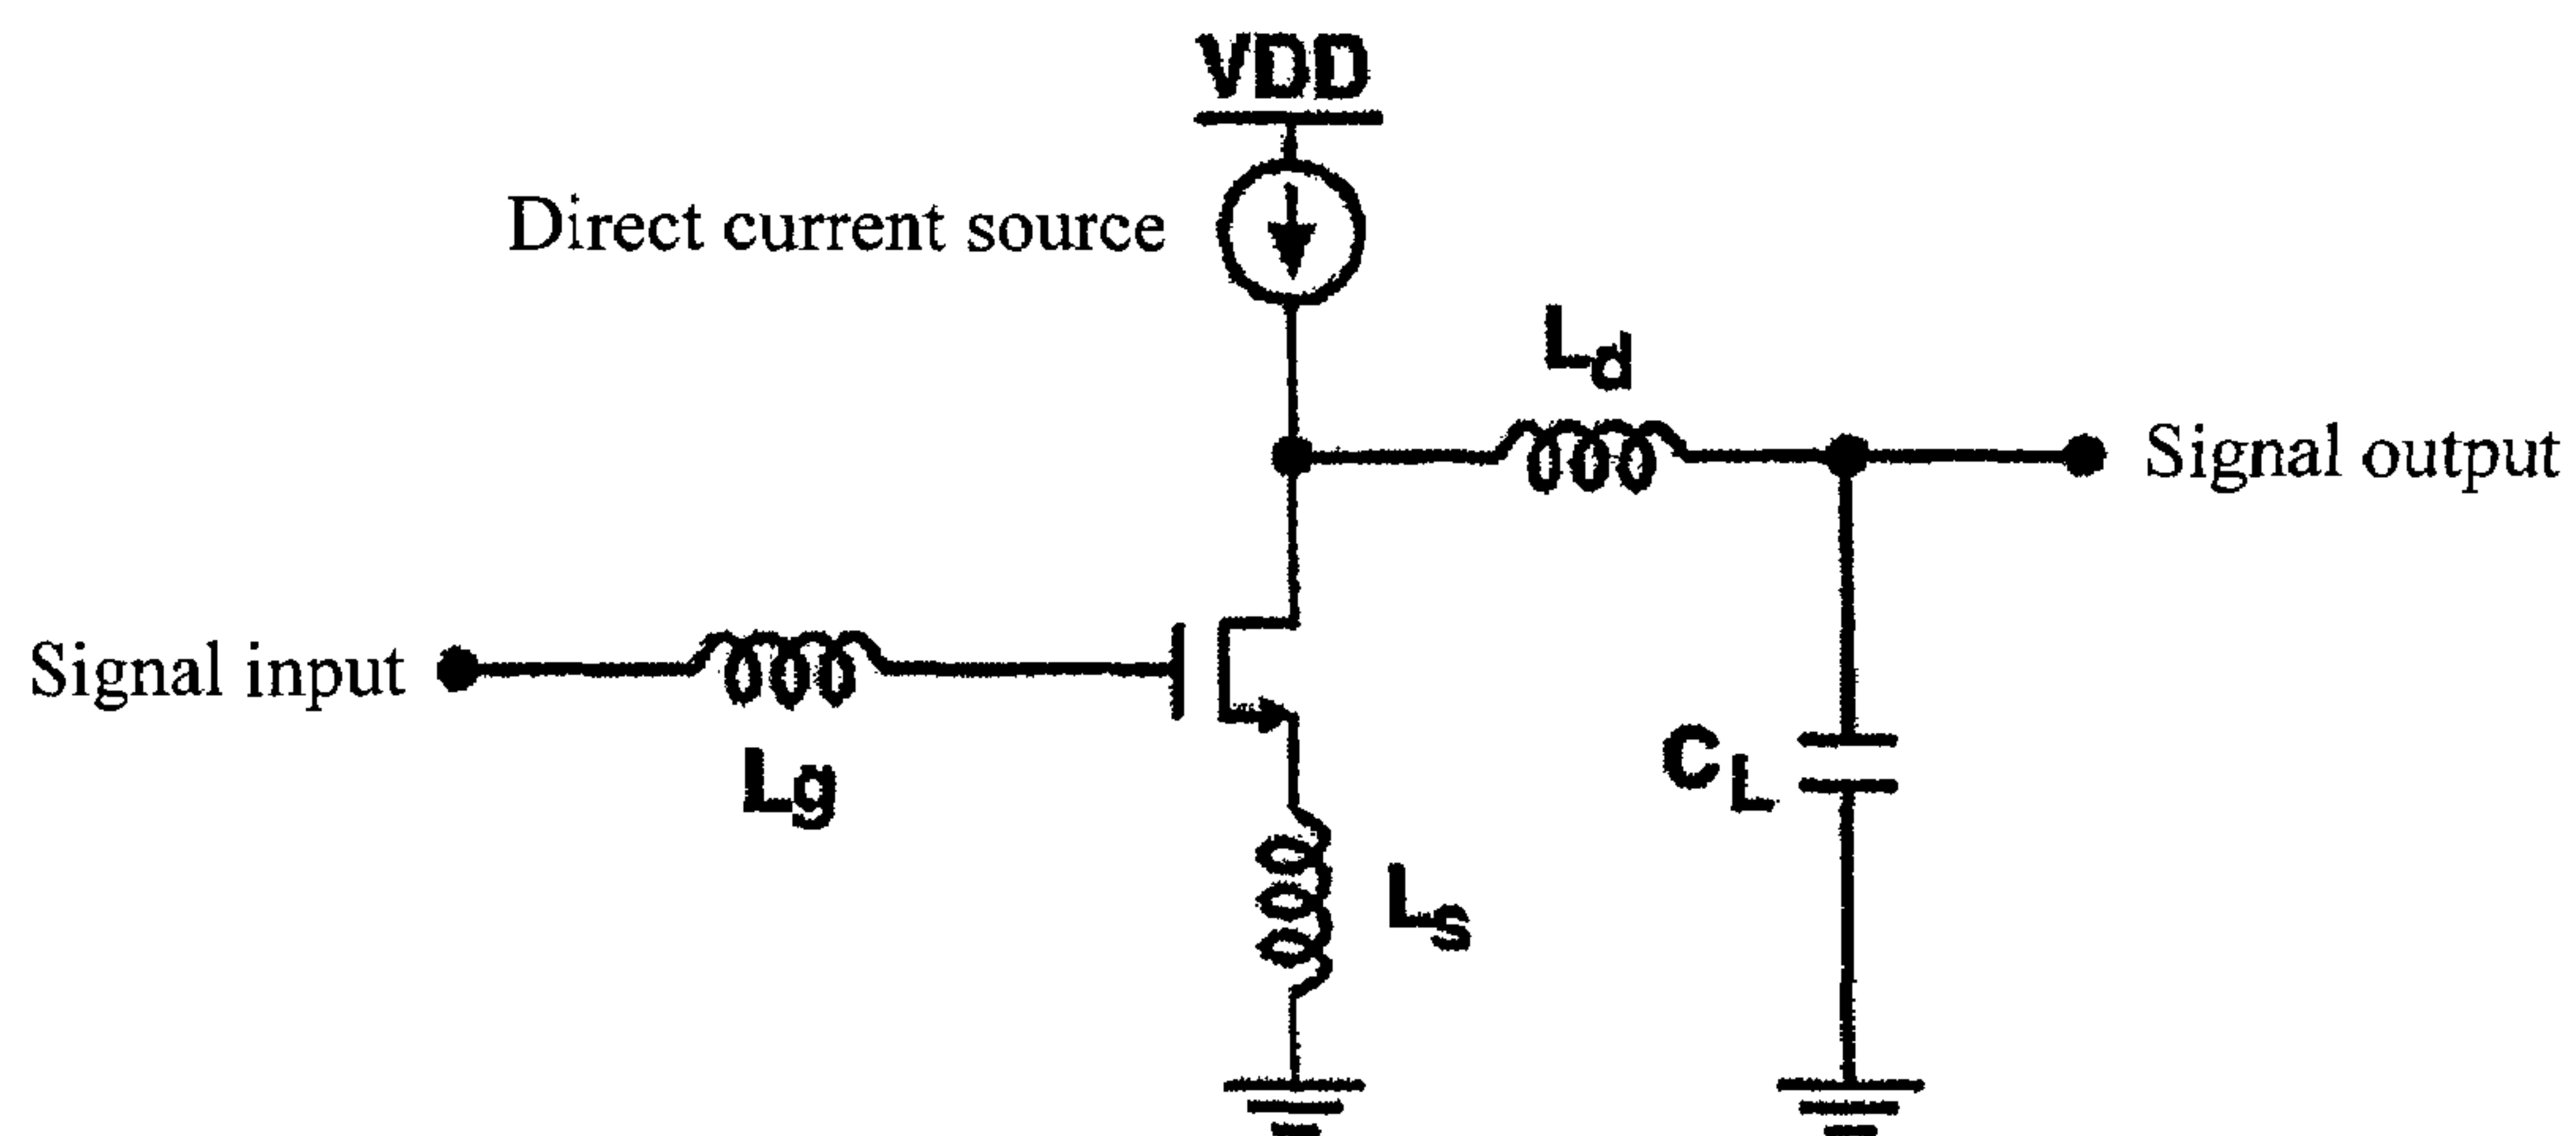 VDD
Direct current source
Ld
Signal output
Signal input
Lg
CL
Ls